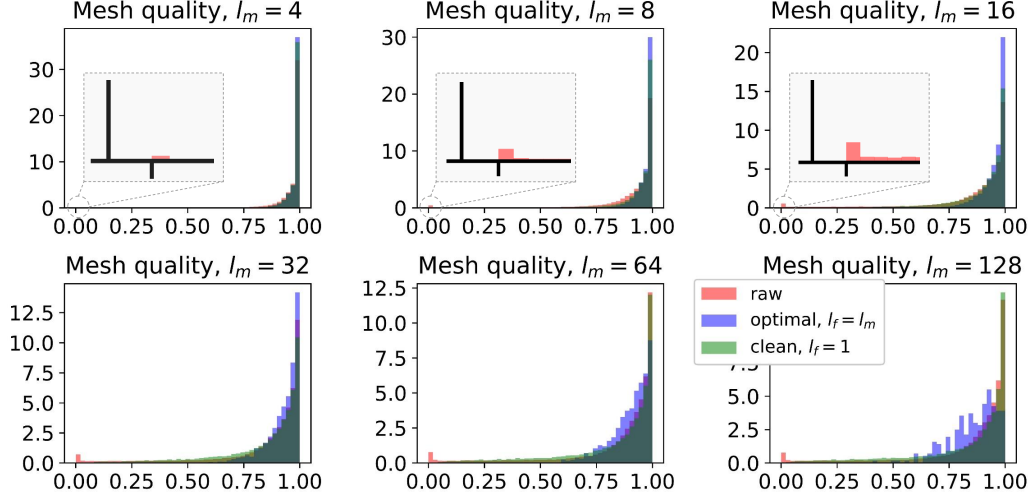 Mesh quality, l_m = 4
Mesh quality, l_m = 8
Mesh quality, l_m = 16
30
20
10
0
0.00 0.25 0.50 0.75 1.00
30
20
10
0
0.00 0.25 0.50 0.75 1.00
20
15
10
5
0
0.00 0.25 0.50 0.75 1.00
Mesh quality, l_m = 32
Mesh quality, l_m = 64
Mesh quality, l_m = 128
12.5
10.0
7.5
5.0
2.5
0.0
0.00 0.25 0.50 0.75 1.00
12.5
10.0
7.5
5.0
2.5
0.0
0.00 0.25 0.50 0.75 1.00
raw
optimal, l_f = l_m
clean, l_f = 1
7.5
5.0
2.5
0.0
0.00 0.25 0.50 0.75 1.00